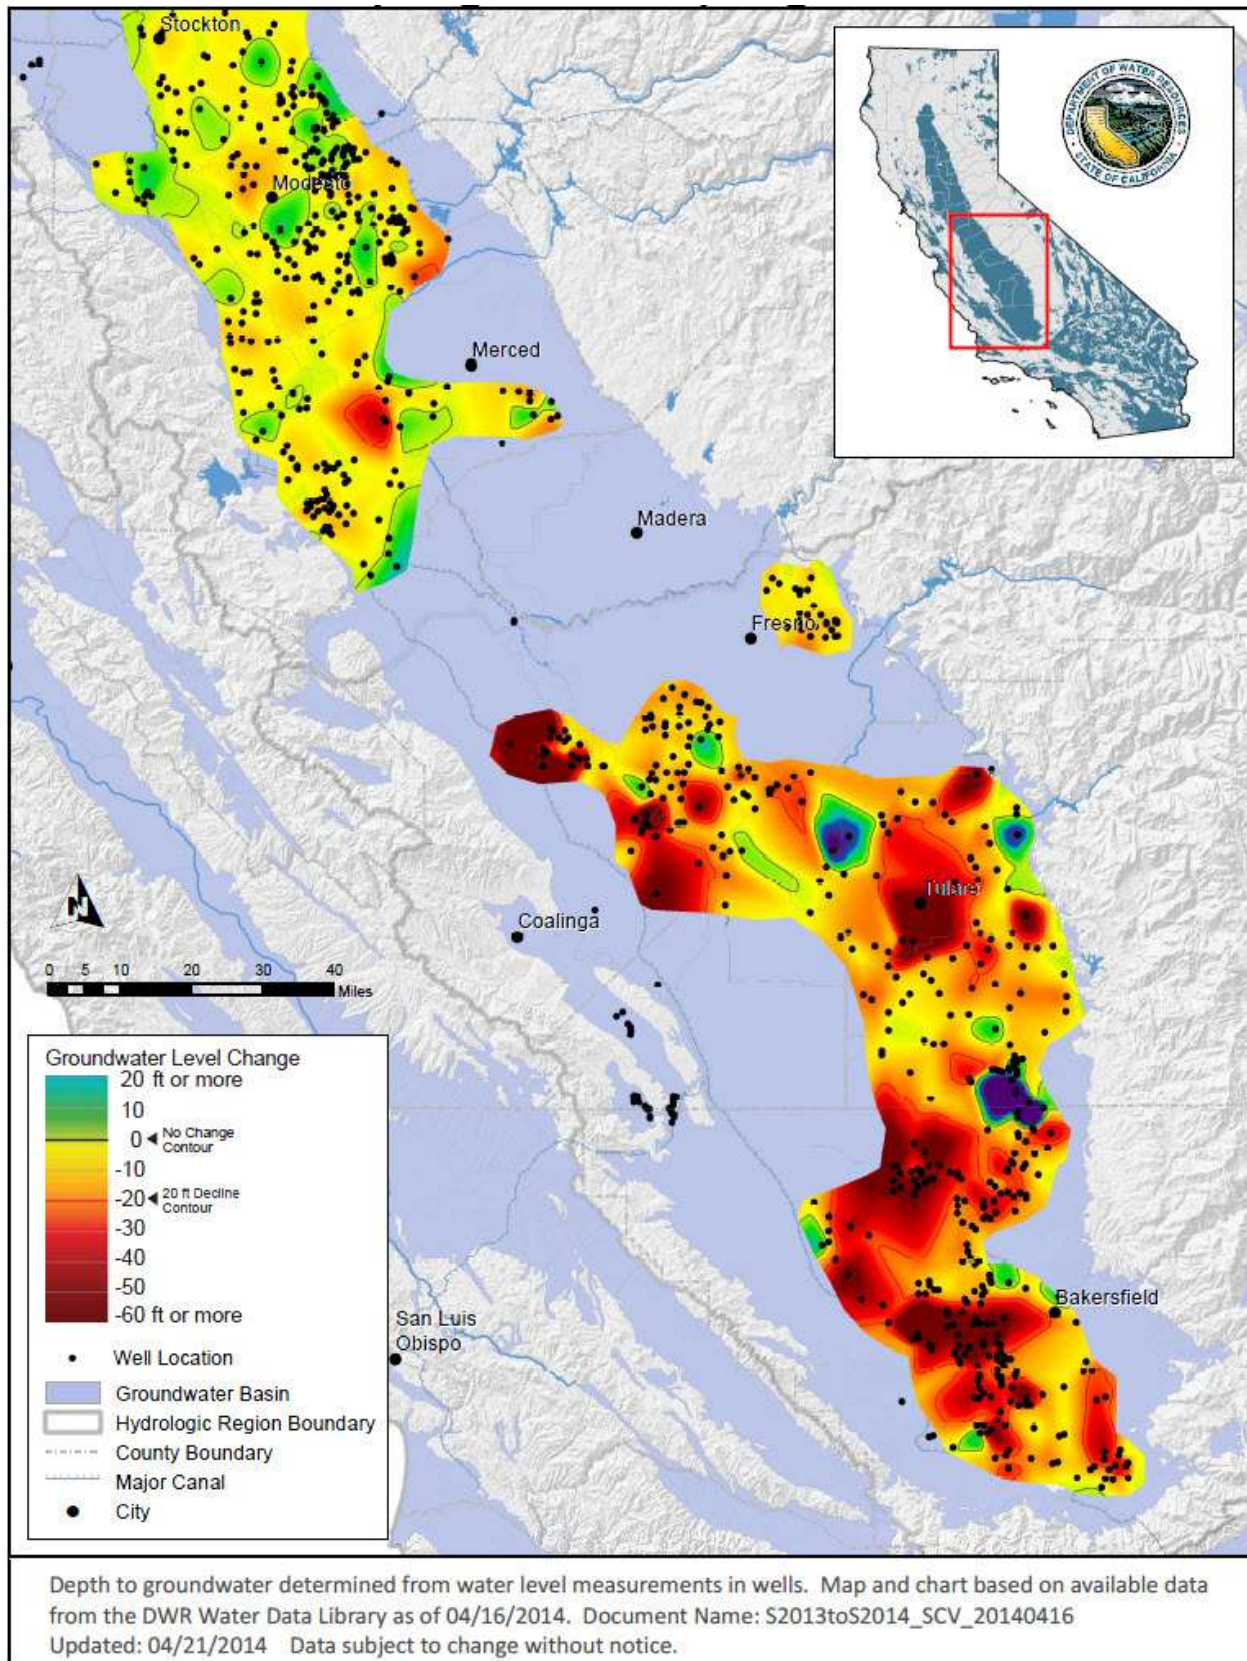 Stockton
DEPARTMENT OF WATER RESOURCES
STATE OF CALIFORNIA
Modesto
Merced
Madera
Fresno
Tulare
Coalinga
N
0 5 10 20 30 40
Miles
Groundwater Level Change
20 ft or more
10
0 No Change
Contour
-10
-20 20 ft Decline
Contour
-30
-40
-50
-60 ft or more
Well Location
Groundwater Basin
Hydrologic Region Boundary
County Boundary
Major Canal
City
San Luis
Obispo
Bakersfield
Depth to groundwater determined from water level measurements in wells. Map and chart based on available data
from the DWR Water Data Library as of 04/16/2014. Document Name: S2013toS2014_SCV_20140416
Updated: 04/21/2014 Data subject to change without notice.